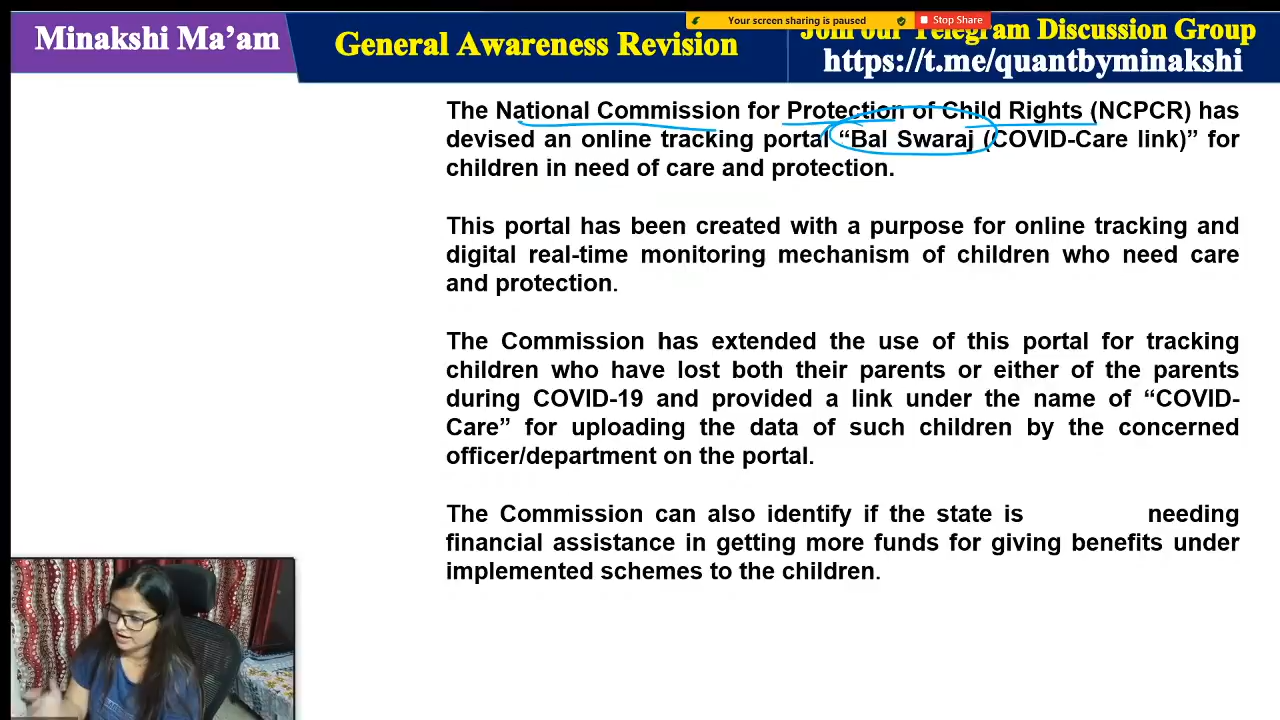 Minakshi Ma’am
General Awareness Revision
Your screen sharing is paused
Stop Share
Join our Telegram Discussion Group
https://t.me/quantbyminakshi
The National Commission for Protection of Child Rights (NCPCR) has
devised an online tracking portal “Bal Swaraj (COVID-Care link)” for
children in need of care and protection.
This portal has been created with a purpose for online tracking and
digital real-time monitoring mechanism of children who need care
and protection.
The Commission has extended the use of this portal for tracking
children who have lost both their parents or either of the parents
during COVID-19 and provided a link under the name of “COVID-
Care” for uploading the data of such children by the concerned
officer/department on the portal.
The Commission can also identify if the state is needing
financial assistance in getting more funds for giving benefits under
implemented schemes to the children.